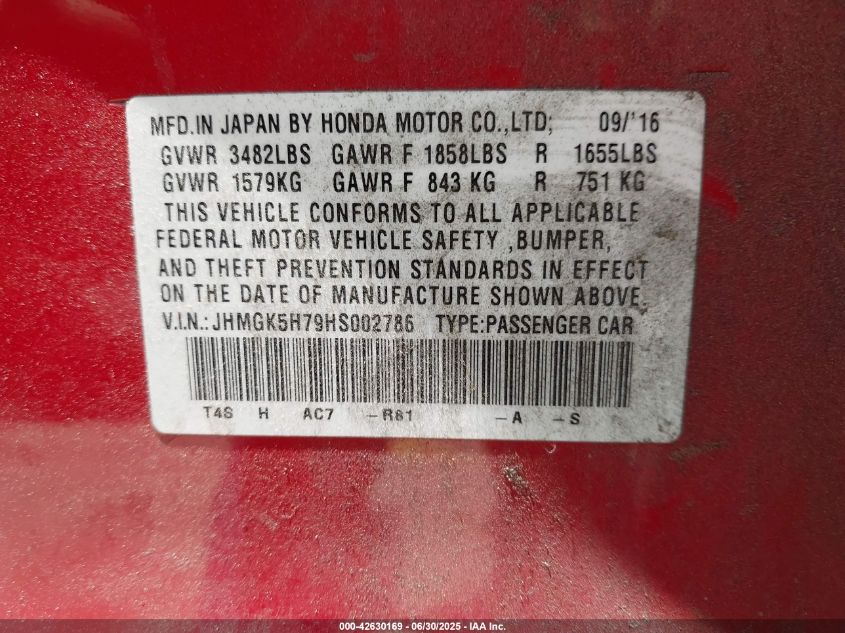 MFD.IN JAPAN BY HONDA MOTOR CO.,LTD; 09/'16
GVWR 3482LBS GAWR F 1858LBS R 1655LBS
GVWR 1579KG GAWR F 843 KG R 751 KG
THIS VEHICLE CONFORMS TO ALL APPLICABLE
FEDERAL MOTOR VEHICLE SAFETY ,BUMPER,
AND THEFT PREVENTION STANDARDS IN EFFECT
ON THE DATE OF MANUFACTURE SHOWN ABOVE.
V.I.N.:JHMGK5H79HS002786 TYPE:PASSENGER CAR
T4S H AC7 -R81 -A -S
000-42630169 - 06/30/2025 - IAA Inc.